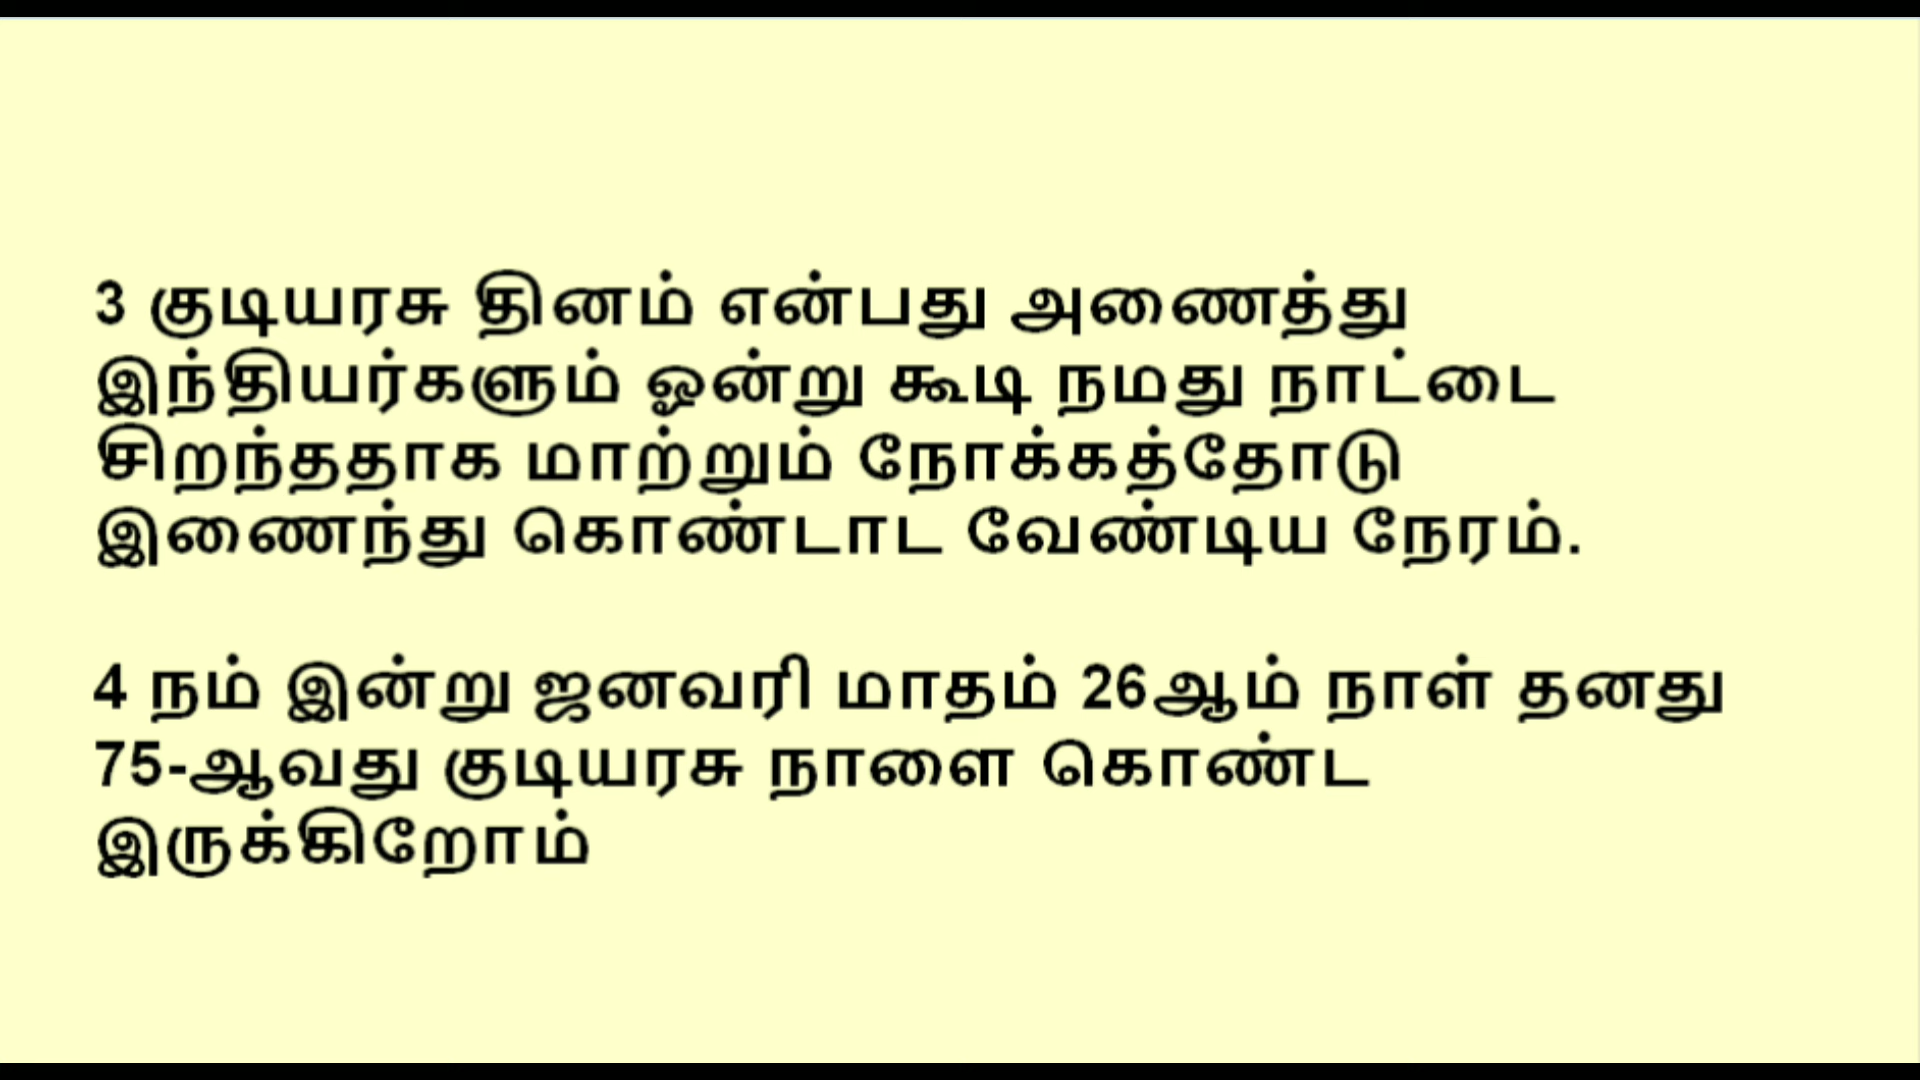 3 குடியரசு தினம் என்பது அணைத்து
இந்தியர்களும் ஒன்று கூடி நமது நாட்டை
சிறந்ததாக மாற்றும் நோக்கத்தோடு
இணைந்து கொண்டாட வேண்டிய நேரம்.
4 நம் இன்று ஜனவரி மாதம் 26ஆம் நாள் தனது
75-ஆவது குடியரசு நாளை கொண்ட
இருக்கிறோம்